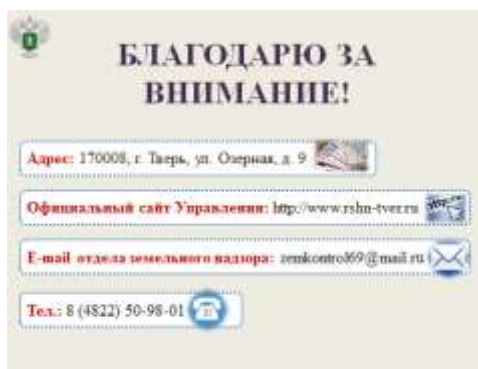 БЛАГОДАРЮ ЗА
ВНИМАНИЕ!
Адрес: 170008, г. Тверь, ул. Озерная, д. 9
Официальный сайт Управления: http://www.rshn-tver.ru
E-mail отдела земельного надзора: zemkontrol69@mail.ru
Тел.: 8 (4822) 50-98-01